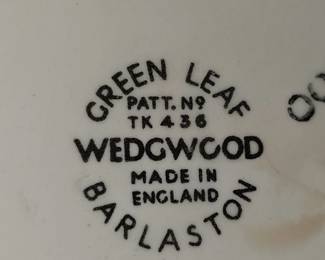 GREEN LEAF
PATT. Nº
TK 436
WEDGWOOD
MADE IN
ENGLAND
BARLASTON